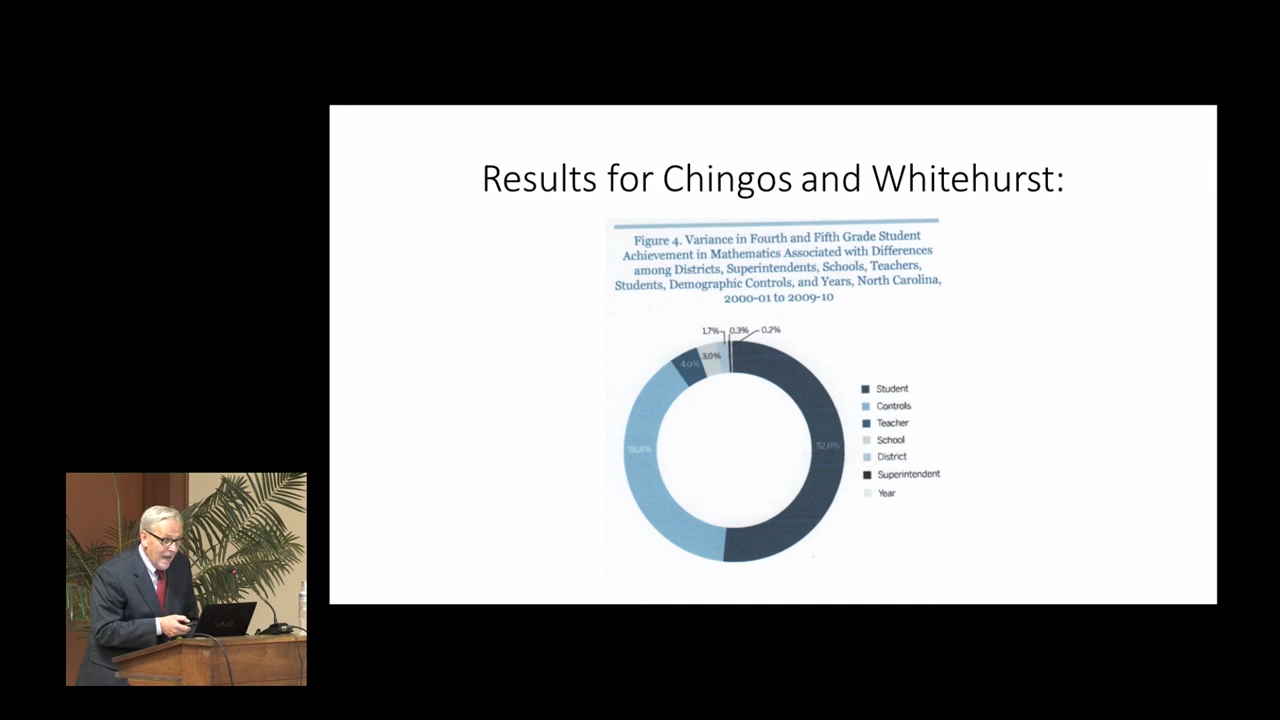 Results for Chingos and Whitehurst:
Figure 4. Variance in Fourth and Fifth Grade Student
Achievement in Mathematics Associated with Differences
among Districts, Superintendents, Schools, Teachers,
Students, Demographic Controls, and Years, North Carolina,
2000-01 to 2009-10
1.7%
0.3%
0.2%
4.0%
3.0%
38.8%
52.0%
Student
Controls
Teacher
School
District
Superintendent
Year
VAIO